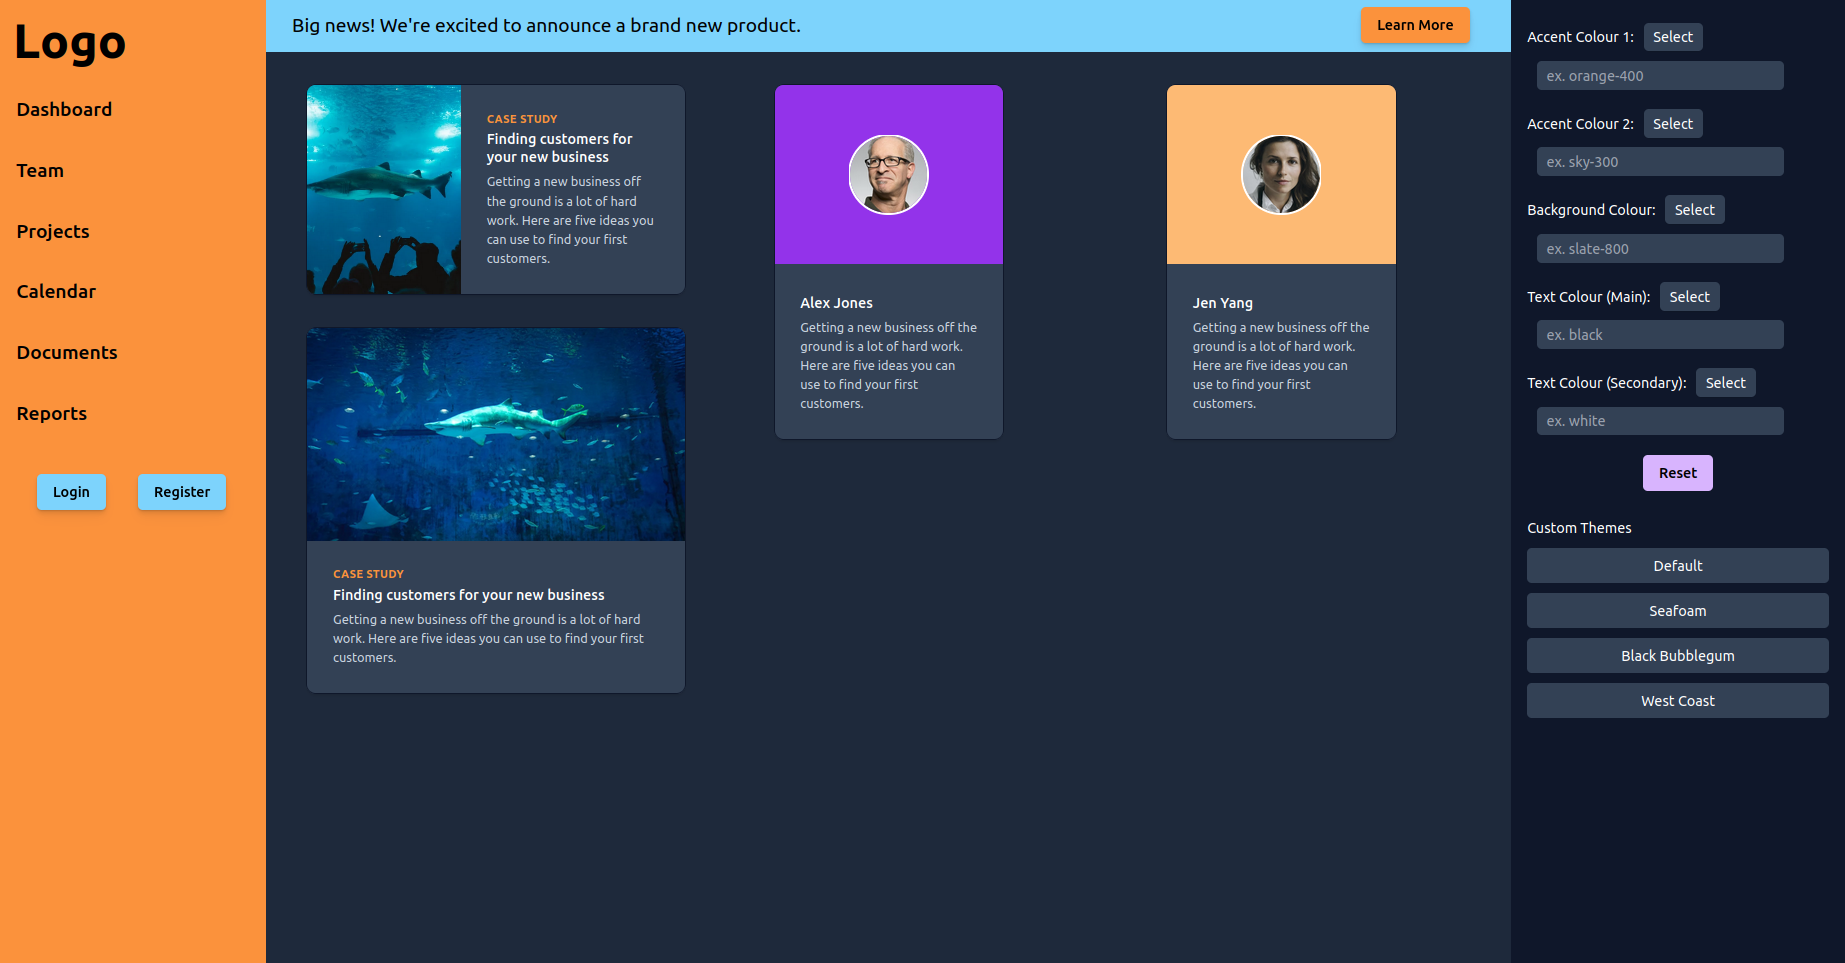 Logo
Dashboard
Team
Projects
Calendar
Documents
Reports
Login
Register
Big news! We're excited to announce a brand new product.
Learn More
CASE STUDY
Finding customers for
your new business
Getting a new business off
the ground is a lot of hard
work. Here are five ideas you
can use to find your first
customers.
CASE STUDY
Finding customers for your new business
Getting a new business off the ground is a lot of hard
work. Here are five ideas you can use to find your first
customers.
Alex Jones
Getting a new business off the
ground is a lot of hard work.
Here are five ideas you can
use to find your first
customers.
Jen Yang
Getting a new business off the
ground is a lot of hard work.
Here are five ideas you can
use to find your first
customers.
Accent Colour 1:
Select
ex. orange-400
Accent Colour 2:
Select
ex. sky-300
Background Colour:
Select
ex. slate-800
Text Colour (Main):
Select
ex. black
Text Colour (Secondary):
Select
ex. white
Reset
Custom Themes
Default
Seafoam
Black Bubblegum
West Coast